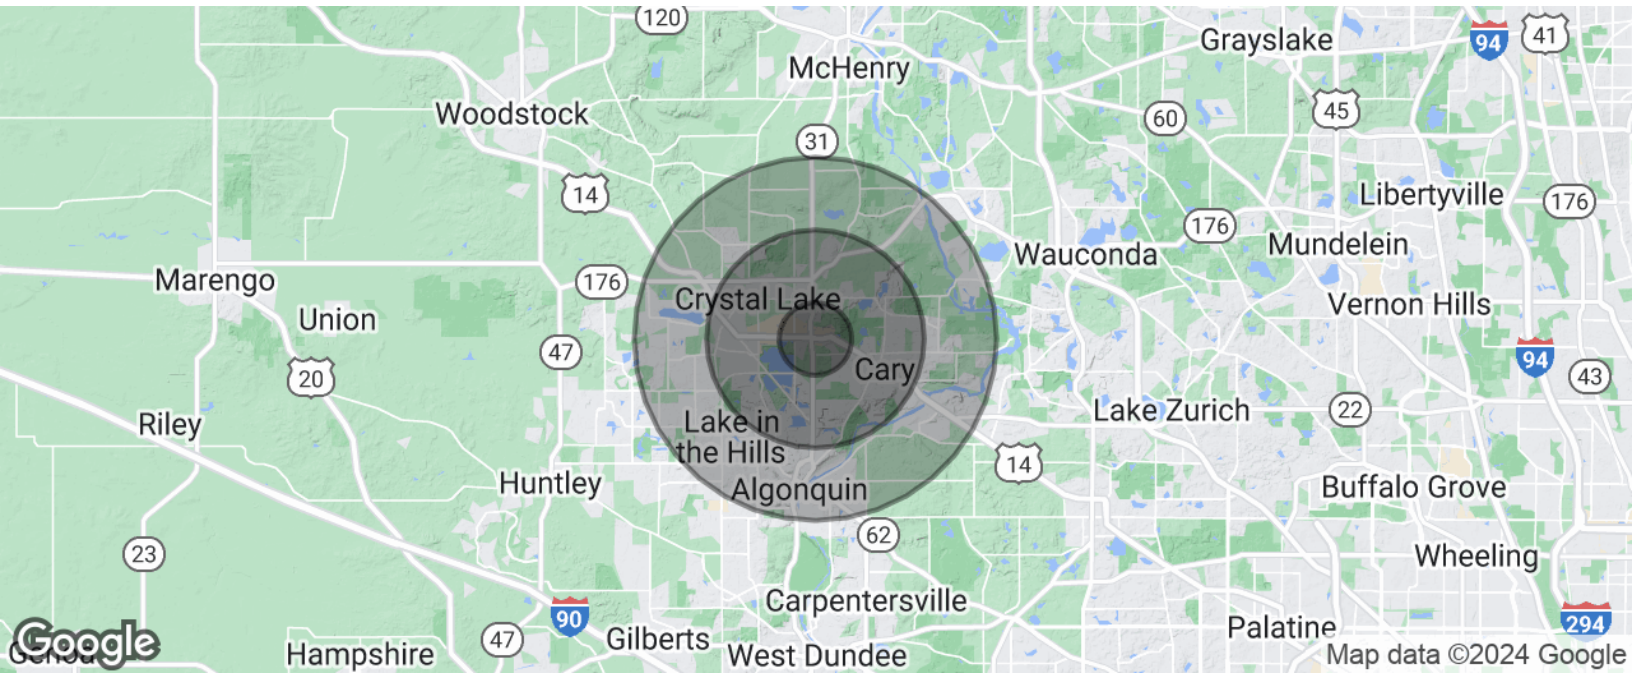 120
41
94
Grayslake
McHenry
Woodstock
45
60
31
14
Libertyville
176
176
Mundelein
Wauconda
Marengo
176
Crystal Lake
Vernon Hills
Union
47
94
Cary
20
43
Lake Zurich
22
Riley
Lake in
the Hills
14
Huntley
Algonquin
Buffalo Grove
62
23
Wheeling
Carpentersville
90
294
Palatine
47
Gilberts
Google
Genoa
Hampshire
West Dundee
Map data ©2024 Google